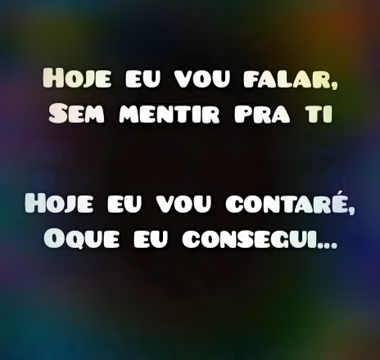 Hoje eu vou falar,
Sem mentir pra ti
Hoje eu vou contaré,
Oque eu consegui...